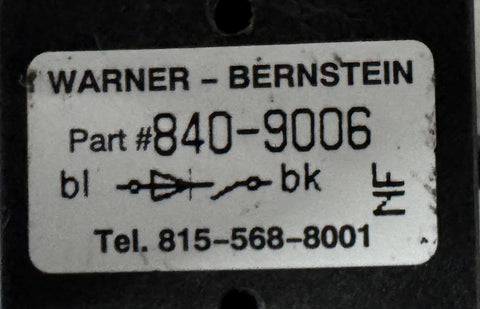 WARNER - BERNSTEIN
Part #840-9006
bl bk
NF
Tel. 815-568-8001